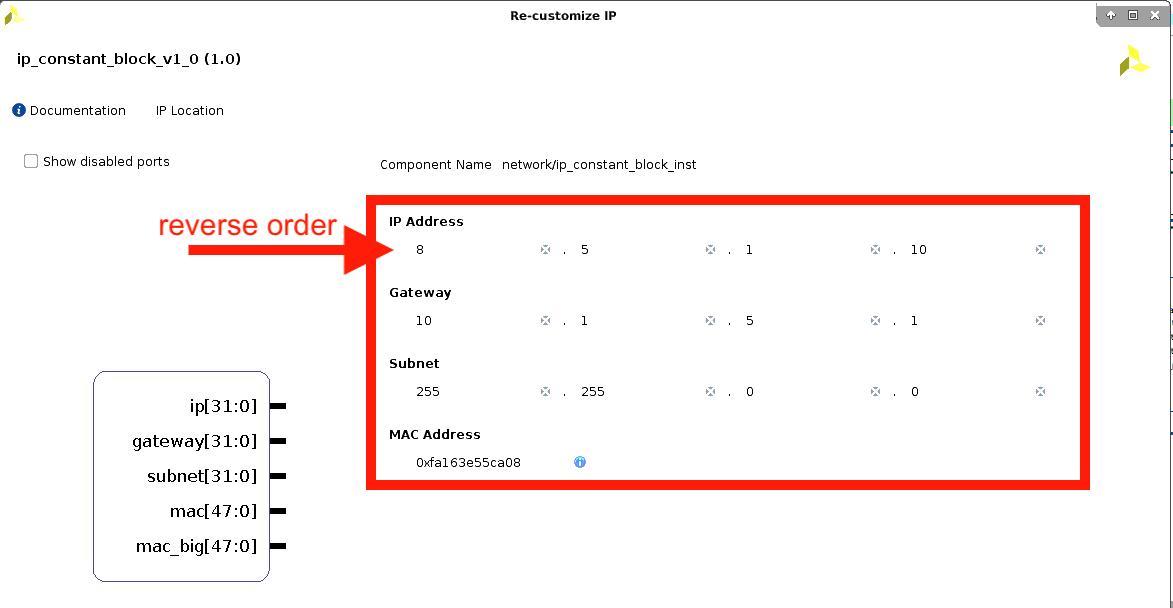 Re-customize IP
ip_constant_block_v1_0 (1.0)
Documentation IP Location
Show disabled ports
Component Name network/ip_constant_block_inst
reverse order
IP Address
8 . 5 . 1 . 10
Gateway
10 . 1 . 5 . 1
Subnet
255 . 255 . 0 . 0
MAC Address
0xfa163e55ca08
ip[31:0]
gateway[31:0]
subnet[31:0]
mac[47:0]
mac_big[47:0]